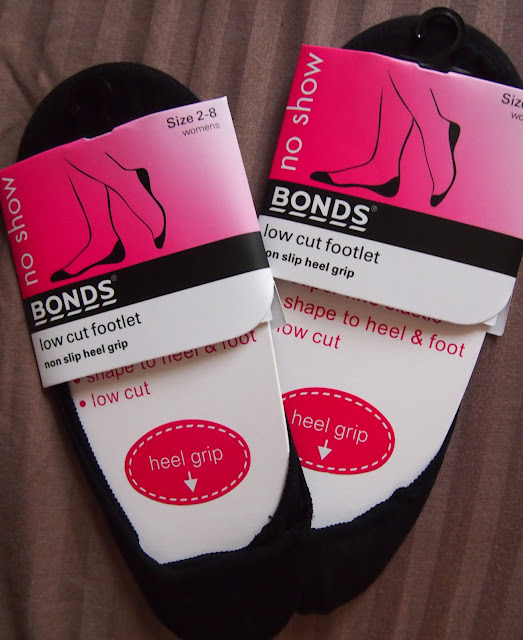 Size 2-8
womens
no show
BONDS®
low cut footlet
non slip heel grip
• shape to heel & foot
• low cut
heel grip
Size
no show
BONDS®
low cut footlet
non slip heel grip
shape to heel & foot
low cut
heel grip